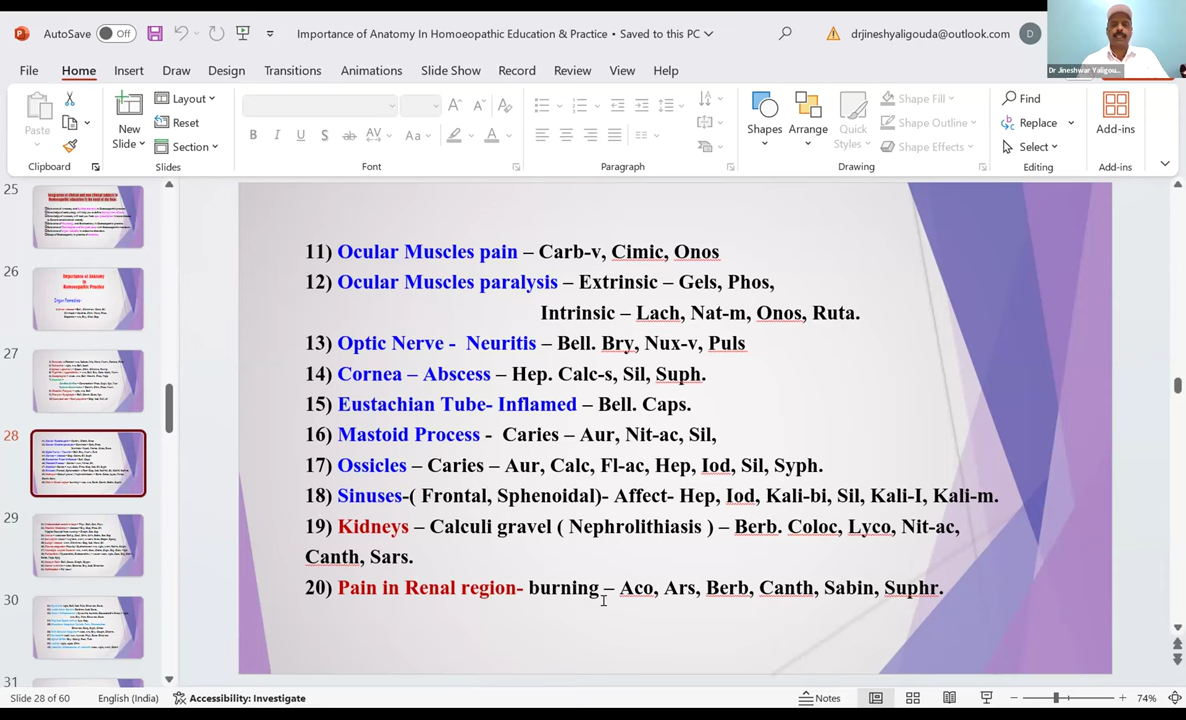 AutoSave
Off
Importance of Anatomy In Homoeopathic Education & Practice • Saved to this PC
drjineshyaligouda@outlook.com
D
Dr Jineshwar Yaligou...
File Home Insert Draw Design Transitions Animations Slide Show Record Review View Help
Paste
New
Slide
Layout
Reset
Section
Shapes
Arrange
Quick
Styles
Shape Fill
Shape Outline
Shape Effects
Find
Replace
Select
Add-ins
Clipboard
Slides
Font
Paragraph
Drawing
Editing
Add-ins
25
26
27
28
29
30
31
11) Ocular Muscles pain – Carb-v, Cimic, Onos
12) Ocular Muscles paralysis – Extrinsic – Gels, Phos,
Intrinsic – Lach, Nat-m, Onos, Ruta.
13) Optic Nerve - Neuritis – Bell. Bry, Nux-v, Puls
14) Cornea – Abscess – Hep. Calc-s, Sil, Suph.
15) Eustachian Tube- Inflamed – Bell. Caps.
16) Mastoid Process - Caries – Aur, Nit-ac, Sil,
17) Ossicles – Caries – Aur, Calc, Fl-ac, Hep, Iod, Sil, Syph.
18) Sinuses-( Frontal, Sphenoidal)- Affect- Hep, Iod, Kali-bi, Sil, Kali-I, Kali-m.
19) Kidneys – Calcuii gravel ( Nephrolithiasis ) – Berb. Coloc, Lyco, Nit-ac,
Canth, Sars.
20) Pain in Renal region- burning – Aco, Ars, Berb, Canth, Sabin, Suphr.
Slide 28 of 60
English (India)
Accessibility: Investigate
Notes
74%